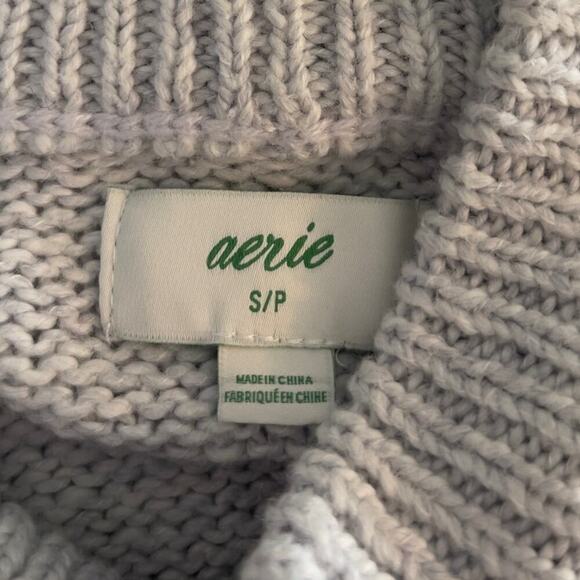 aerie
S/P
MADE IN CHINA
FABRIQUÉ EN CHINE